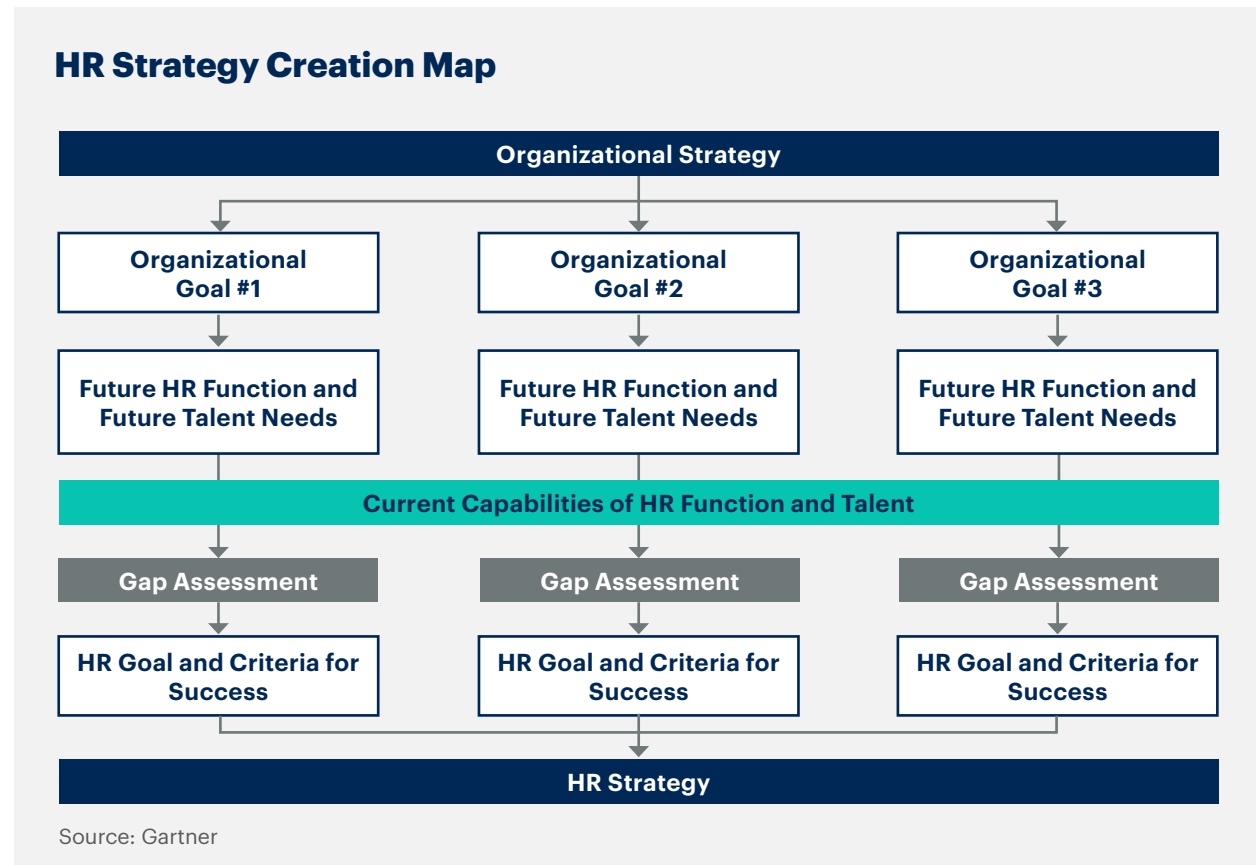 HR Strategy Creation Map
Organizational Strategy
Organizational
Goal #1
Organizational
Goal #2
Organizational
Goal #3
Future HR Function and
Future Talent Needs
Future HR Function and
Future Talent Needs
Future HR Function and
Future Talent Needs
Current Capabilities of HR Function and Talent
Gap Assessment
Gap Assessment
Gap Assessment
HR Goal and Criteria for
Success
HR Goal and Criteria for
Success
HR Goal and Criteria for
Success
HR Strategy
Source: Gartner